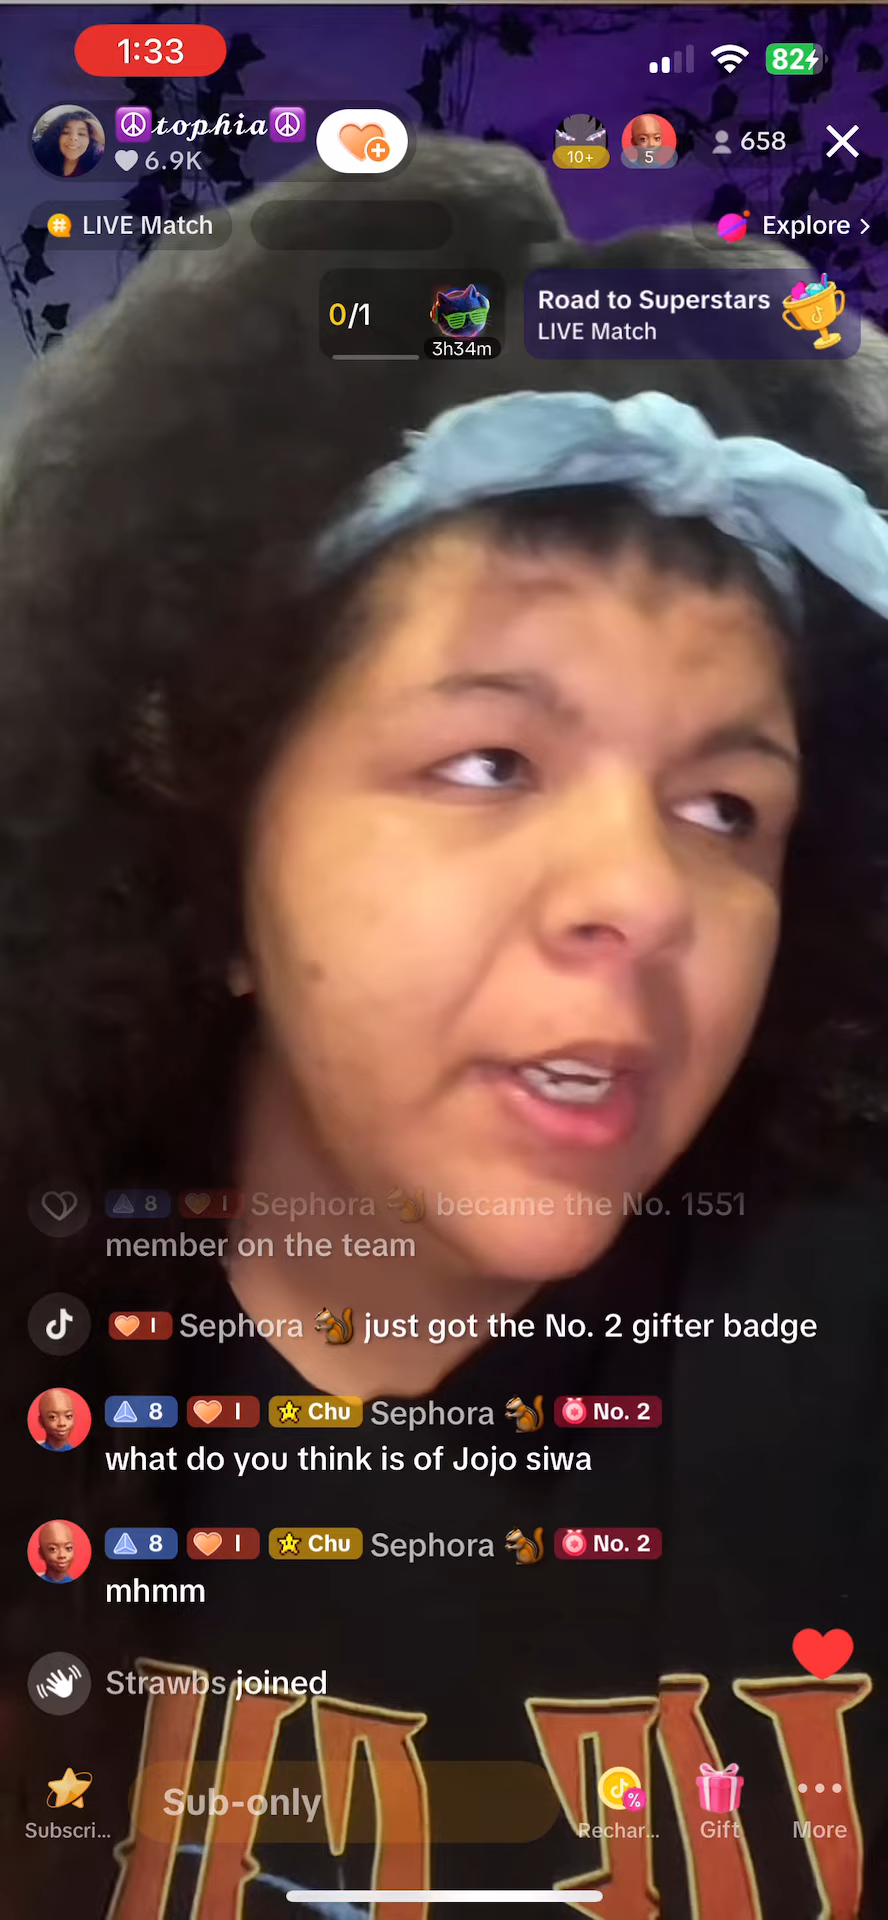 1:33
82
☮tophia☮
6.9K
10+
5
658
LIVE Match
Explore >
0/1
3h34m
Road to Superstars
LIVE Match
8 I Sephora 🐿️ became the No. 1551
member on the team
I Sephora 🐿️ just got the No. 2 gifter badge
8 I Chu Sephora 🐿️ No. 2
what do you think is of Jojo siwa
8 I Chu Sephora 🐿️ No. 2
mhmm
Strawbs joined
Sub-only
Subscri...
Rechar...
Gift
More